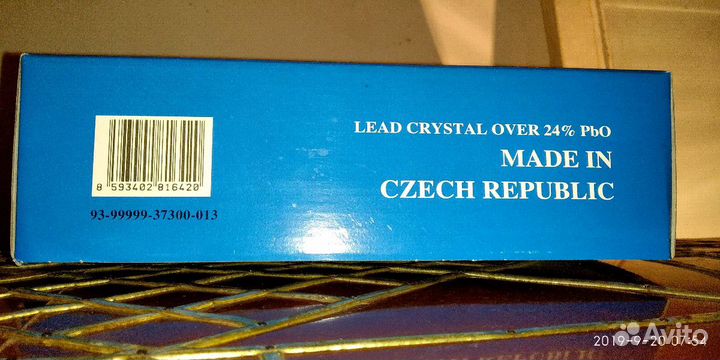 LEAD CRYSTAL OVER 24% PbO
MADE IN
CZECH REPUBLIC
8 593402 816420
93-99999-37300-013
2019-9-20 07:54
Avito